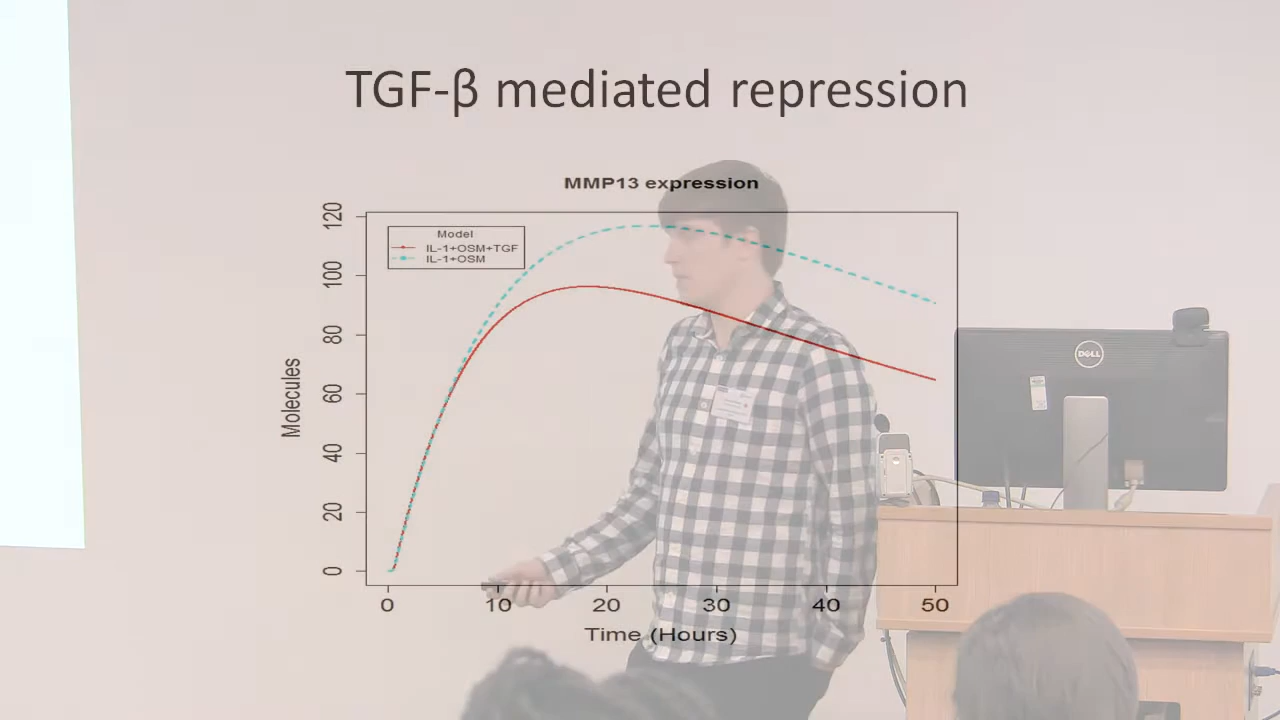 TGF-β mediated repression
MMP13 expression
Model
IL-1+OSM+TGF
IL-1+OSM
Molecules
120
100
80
60
40
20
0
0 10 20 30 40 50
Time (Hours)
DELL